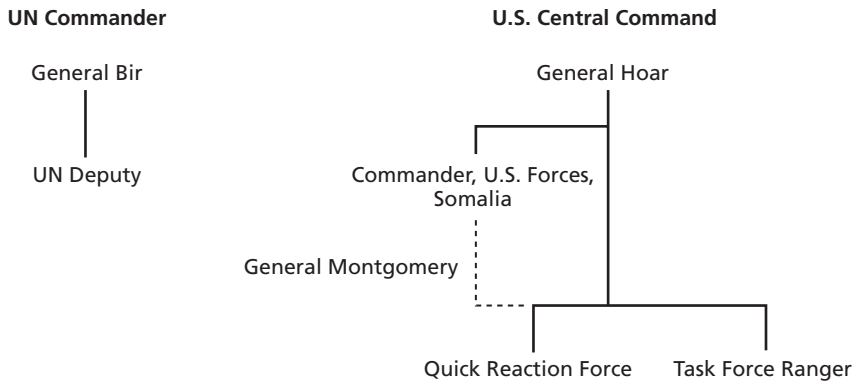 UN Commander
U.S. Central Command
General Bir
General Hoar
UN Deputy
Commander, U.S. Forces,
Somalia
General Montgomery
Quick Reaction Force
Task Force Ranger